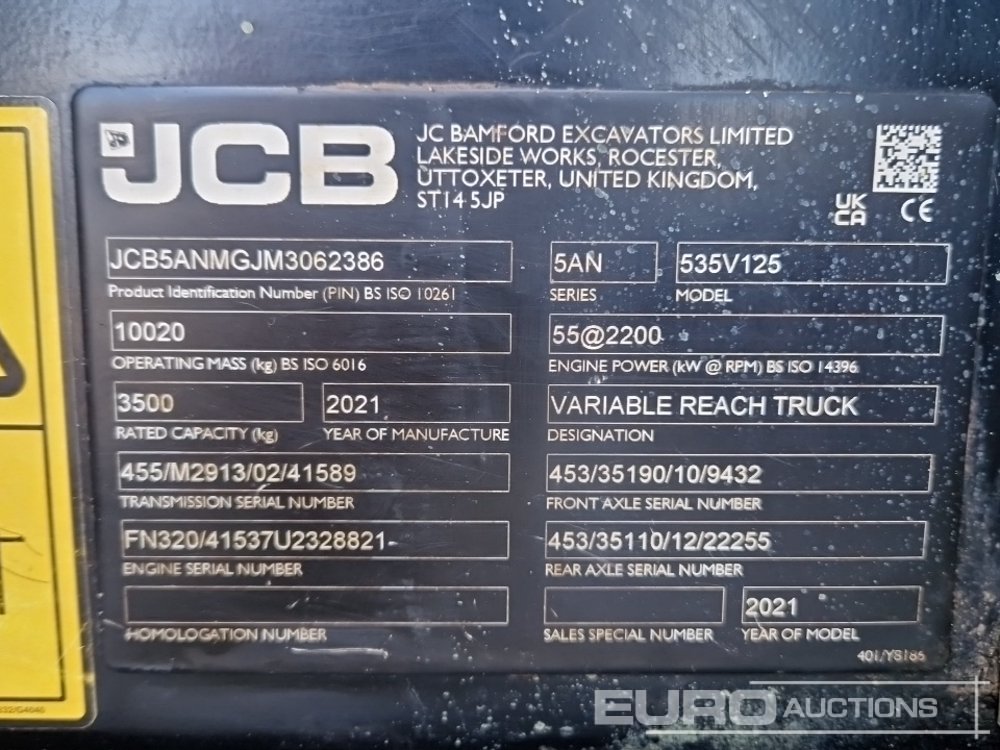 JCB
JC BAMFORD EXCAVATORS LIMITED
LAKESIDE WORKS, ROCESTER,
UTTOXETER, UNITED KINGDOM,
ST14 5JP
UK
CA
CE
JCB5ANMGJM3062386
Product Identification Number (PIN) BS ISO 10261
5AN
SERIES
535V125
MODEL
10020
OPERATING MASS (kg) BS ISO 6016
55@2200
ENGINE POWER (kW @ RPM) BS ISO 14396
3500
RATED CAPACITY (kg)
2021
YEAR OF MANUFACTURE
VARIABLE REACH TRUCK
DESIGNATION
455/M2913/02/41589
TRANSMISSION SERIAL NUMBER
453/35190/10/9432
FRONT AXLE SERIAL NUMBER
FN320/41537U2328821-
ENGINE SERIAL NUMBER
453/35110/12/22255
REAR AXLE SERIAL NUMBER
HOMOLOGATION NUMBER
SALES SPECIAL NUMBER
2021
YEAR OF MODEL
401/Y8186
EURO AUCTIONS